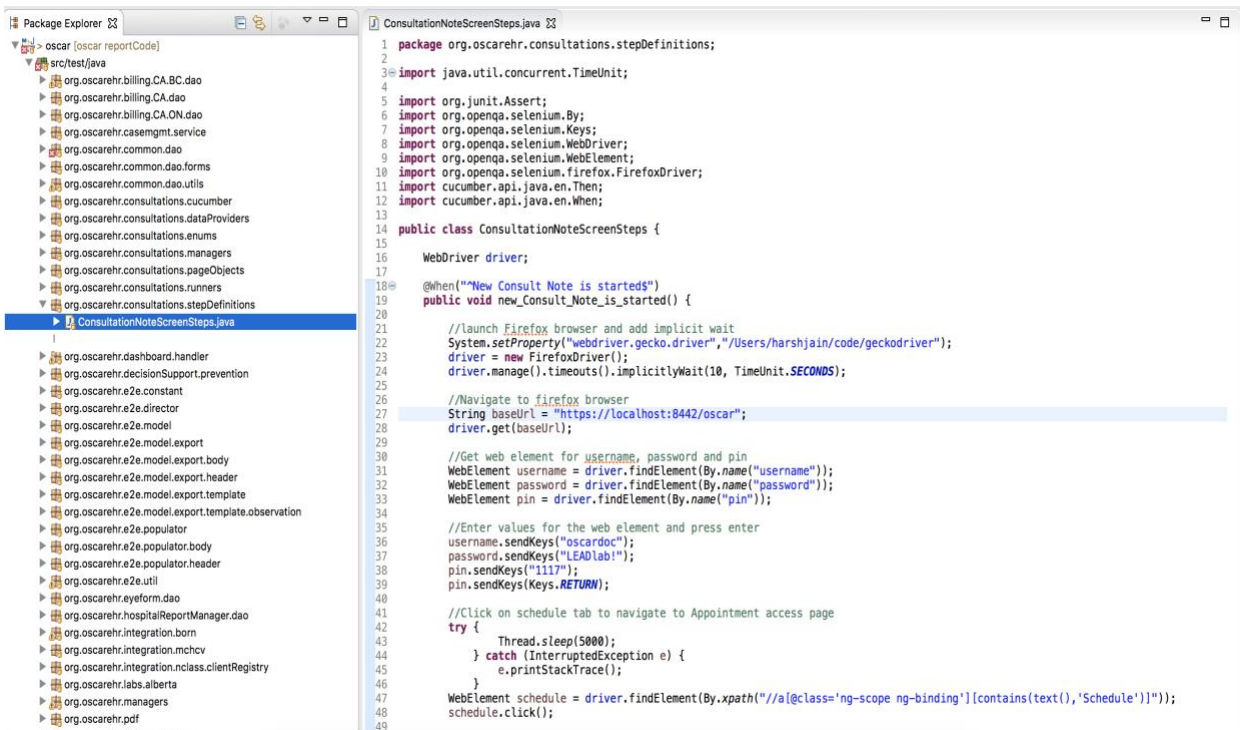 Package Explorer
> oscar [oscar reportCode]
src/test/java
org.oscarehr.billing.CA.BC.dao
org.oscarehr.billing.CA.dao
org.oscarehr.billing.CA.ON.dao
org.oscarehr.casemgmt.service
org.oscarehr.common.dao
org.oscarehr.common.dao.forms
org.oscarehr.common.dao.utils
org.oscarehr.consultations.cucumber
org.oscarehr.consultations.dataProviders
org.oscarehr.consultations.enums
org.oscarehr.consultations.managers
org.oscarehr.consultations.pageObjects
org.oscarehr.consultations.runners
org.oscarehr.consultations.stepDefinitions
ConsultationNoteScreenSteps.java
org.oscarehr.dashboard.handler
org.oscarehr.decisionSupport.prevention
org.oscarehr.e2e.constant
org.oscarehr.e2e.director
org.oscarehr.e2e.model
org.oscarehr.e2e.model.export
org.oscarehr.e2e.model.export.body
org.oscarehr.e2e.model.export.header
org.oscarehr.e2e.model.export.template
org.oscarehr.e2e.model.export.template.observation
org.oscarehr.e2e.populator
org.oscarehr.e2e.populator.body
org.oscarehr.e2e.populator.header
org.oscarehr.e2e.util
org.oscarehr.eyeform.dao
org.oscarehr.hospitalReportManager.dao
org.oscarehr.integration.born
org.oscarehr.integration.mchcv
org.oscarehr.integration.nclass.clientRegistry
org.oscarehr.labs.alberta
org.oscarehr.managers
org.oscarehr.pdf
ConsultationNoteScreenSteps.java
1 package org.oscarehr.consultations.stepDefinitions;
2
3 import java.util.concurrent.TimeUnit;
4
5 import org.junit.Assert;
6 import org.openqa.selenium.By;
7 import org.openqa.selenium.Keys;
8 import org.openqa.selenium.WebDriver;
9 import org.openqa.selenium.WebElement;
10 import org.openqa.selenium.firefox.FirefoxDriver;
11 import cucumber.api.java.en.Then;
12 import cucumber.api.java.en.When;
13
14 public class ConsultationNoteScreenSteps {
15
16 WebDriver driver;
17
18 @When("^New Consult Note is started$")
19 public void new_Consult_Note_is_started() {
20
21 //launch Firefox browser and add implicit wait
22 System.setProperty("webdriver.gecko.driver","/Users/harshjain/code/geckodriver");
23 driver = new FirefoxDriver();
24 driver.manage().timeouts().implicitlyWait(10, TimeUnit.SECONDS);
25
26 //Navigate to firefox browser
27 String baseUrl = "https://localhost:8442/oscar";
28 driver.get(baseUrl);
29
30 //Get web element for username, password and pin
31 WebElement username = driver.findElement(By.name("username"));
32 WebElement password = driver.findElement(By.name("password"));
33 WebElement pin = driver.findElement(By.name("pin"));
34
35 //Enter values for the web element and press enter
36 username.sendKeys("oscardoc");
37 password.sendKeys("LEADlab!");
38 pin.sendKeys("1117");
39 pin.sendKeys(Keys.RETURN);
40
41 //Click on schedule tab to navigate to Appointment access page
42 try {
43 Thread.sleep(5000);
44 } catch (InterruptedException e) {
45 e.printStackTrace();
46 }
47 WebElement schedule = driver.findElement(By.xpath("//a[@class='ng-scope ng-binding'][contains(text(),'Schedule')]"));
48 schedule.click();
49